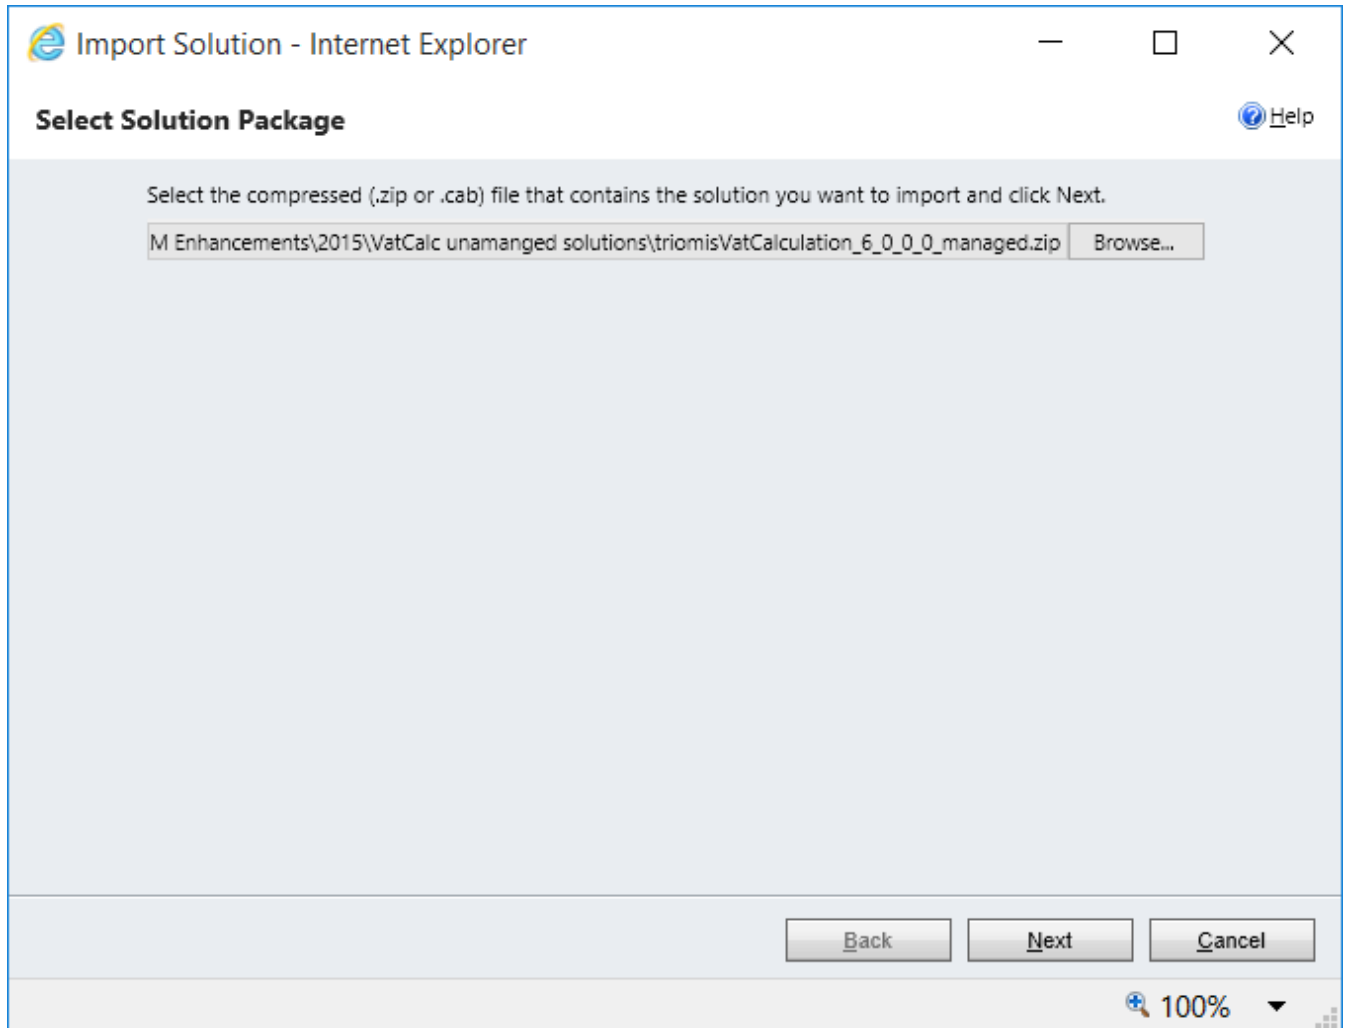 Import Solution - Internet Explorer
Select Solution Package
Help
Select the compressed (.zip or .cab) file that contains the solution you want to import and click Next.
M Enhancements\2015\VatCalc unamanged solutions\triomisVatCalculation_6_0_0_0_managed.zip
Browse...
Back
Next
Cancel
100%